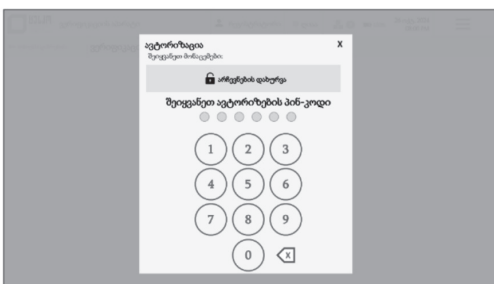 ავტორიზაცია X
შეიყვანეთ მონაცემები.
არჩევნების დახურვა
შეიყვანეთ ავტორიზების პინ-კოდი
1 2 3
4 5 6
7 8 9
0 X